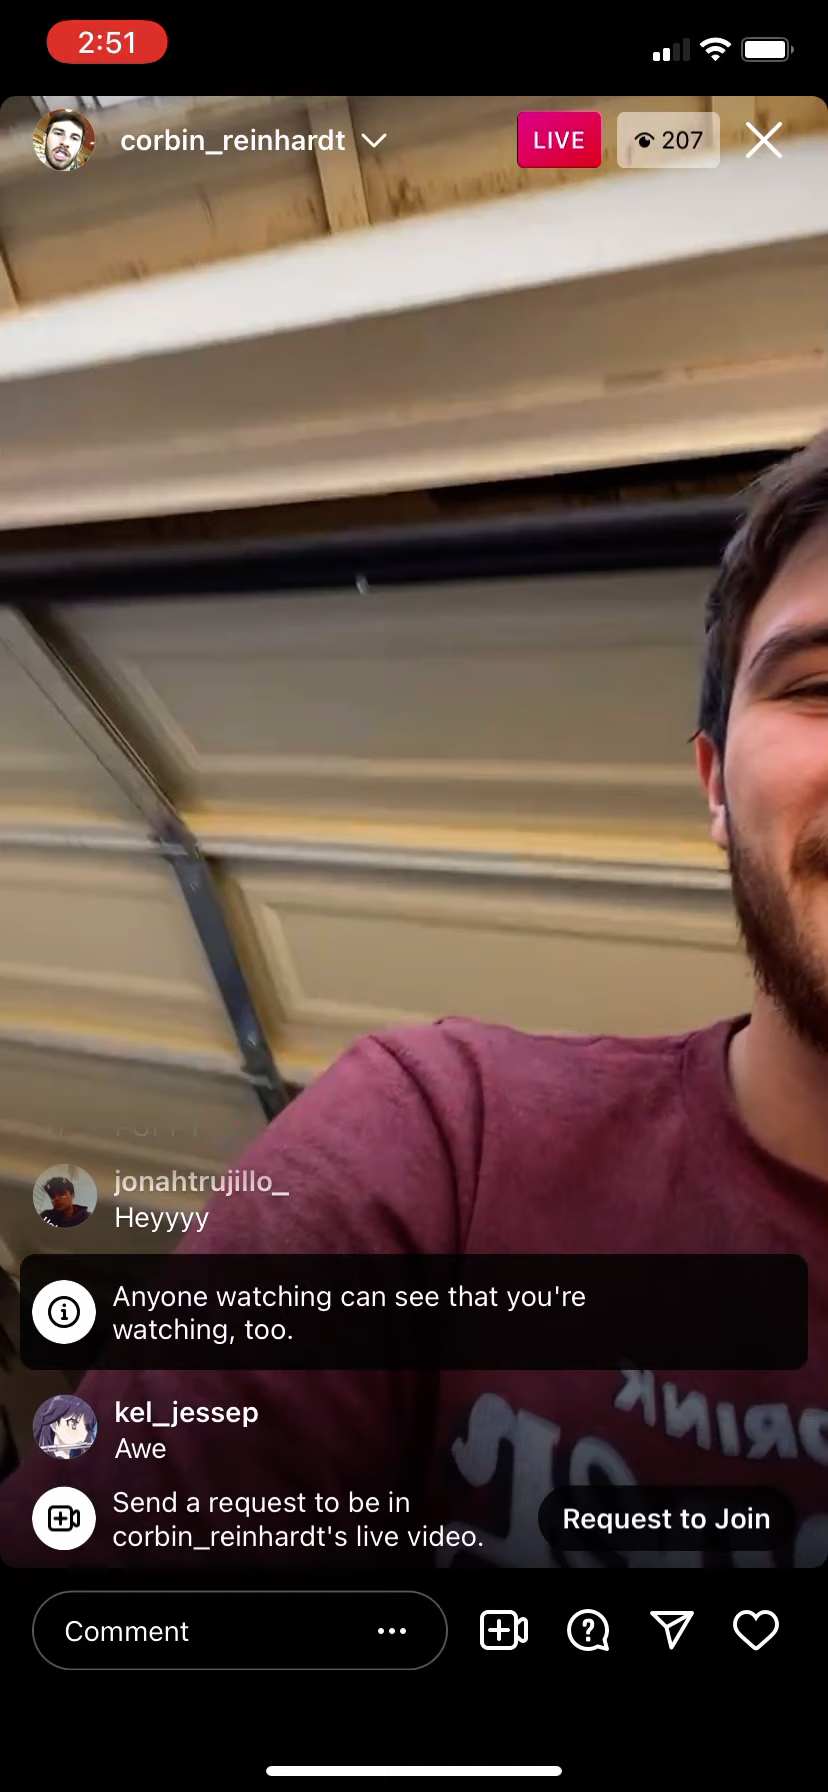 2:51
corbin_reinhardt
LIVE
207
jonahtrujillo_
Heyyyy
Anyone watching can see that you're
watching, too.
kel_jessep
Awe
DRINK
Send a request to be in
corbin_reinhardt's live video.
Request to Join
Comment